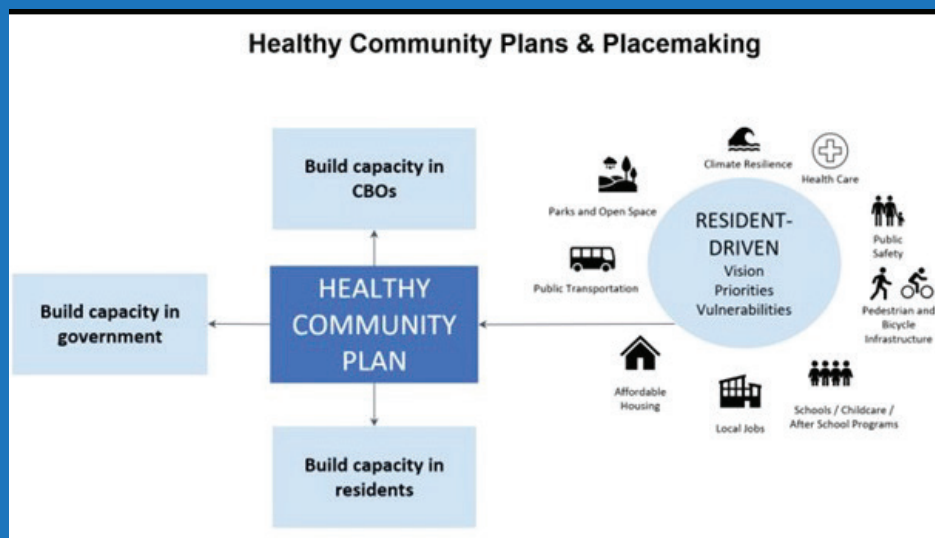 Healthy Community Plans & Placemaking
Build capacity in
CBOs
Build capacity in
government
HEALTHY
COMMUNITY
PLAN
Build capacity in
residents
Climate Resilience
Health Care
Parks and Open Space
RESIDENT-
DRIVEN
Vision
Priorities
Vulnerabilities
Public
Safety
Public Transportation
Pedestrian and
Bicycle
Infrastructure
Affordable
Housing
Local Jobs
Schools / Childcare /
After School Programs